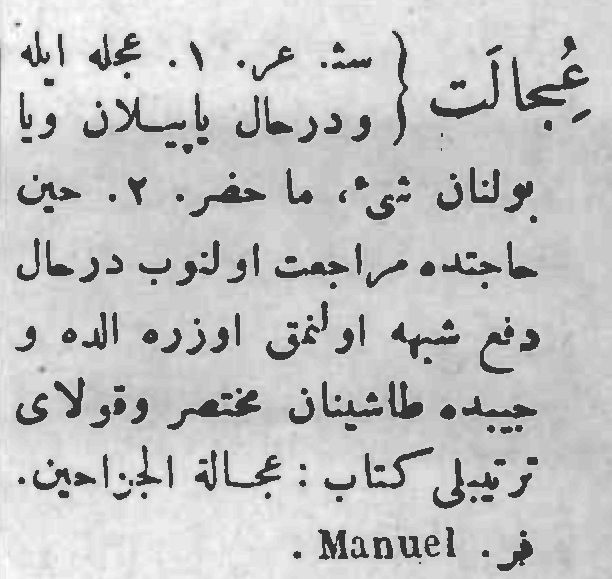 عُِجالَت { سث. عر. ١. عجله ایله
ودرحال یاپیلان ویا
بولنان شیء، ما حضر. ٢. حین
حاجتده مراجعت اولنوب درحال
دفع شبهه اولنمق اوزره الده و
جیبده طاشینان مختصر وقولای
ترتیبلی کتاب : عجالة الجراحین.
فر. Manuel .